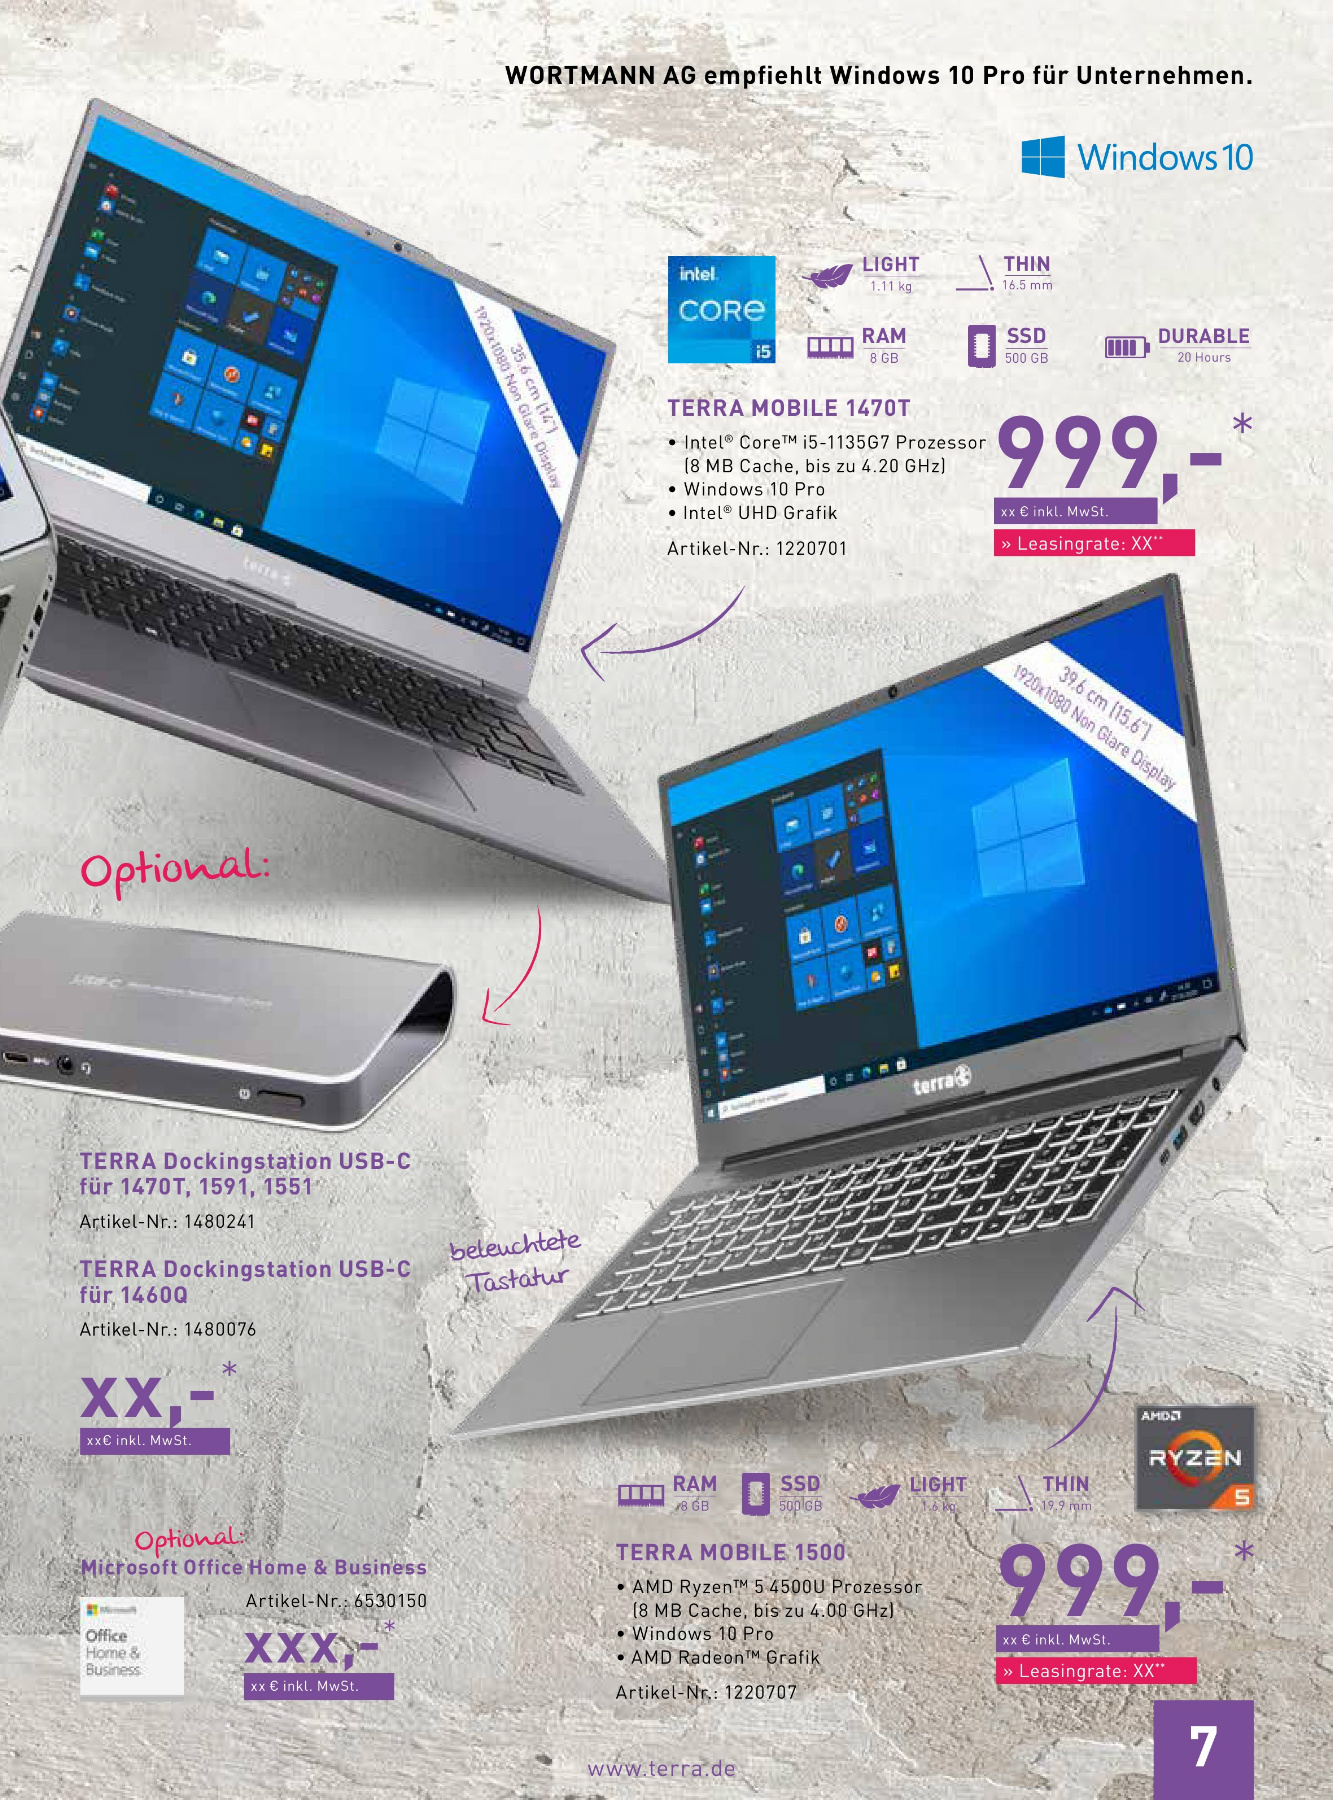 WORTMANN AG empfiehlt Windows 10 Pro für Unternehmen.
Windows 10
intel.
CORE
i5
LIGHT
1.11 kg
THIN
16.5 mm
RAM
8 GB
SSD
500 GB
DURABLE
20 Hours
35.6 cm (14")
1920x1080 Non Glare Display
TERRA MOBILE 1470T
• Intel® Core™ i5-1135G7 Prozessor
(8 MB Cache, bis zu 4.20 GHz)
• Windows 10 Pro
• Intel® UHD Grafik
Artikel-Nr.: 1220701
999,-*
xx € inkl. MwSt.
» Leasingrate: XX**
terra
39.6 cm (15.6")
1920x1080 Non Glare Display
terra
Optional:
USB-C
TERRA Dockingstation USB-C
für 1470T, 1591, 1551
Artikel-Nr.: 1480241
TERRA Dockingstation USB-C
für 1460Q
Artikel-Nr.: 1480076
xx,-*
xx€ inkl. MwSt.
beleuchtete
Tastatur
AMD
RYZEN
5
RAM
8 GB
SSD
500 GB
LIGHT
1.6 kg
THIN
19.9 mm
Optional:
Microsoft Office Home & Business
Artikel-Nr.: 6530150
Microsoft
Office
Home &
Business
xxx,-*
xx € inkl. MwSt.
TERRA MOBILE 1500
• AMD Ryzen™ 5 4500U Prozessor
(8 MB Cache, bis zu 4.00 GHz)
• Windows 10 Pro
• AMD Radeon™ Grafik
Artikel-Nr.: 1220707
999,-*
xx € inkl. MwSt.
» Leasingrate: XX**
www.terra.de
7